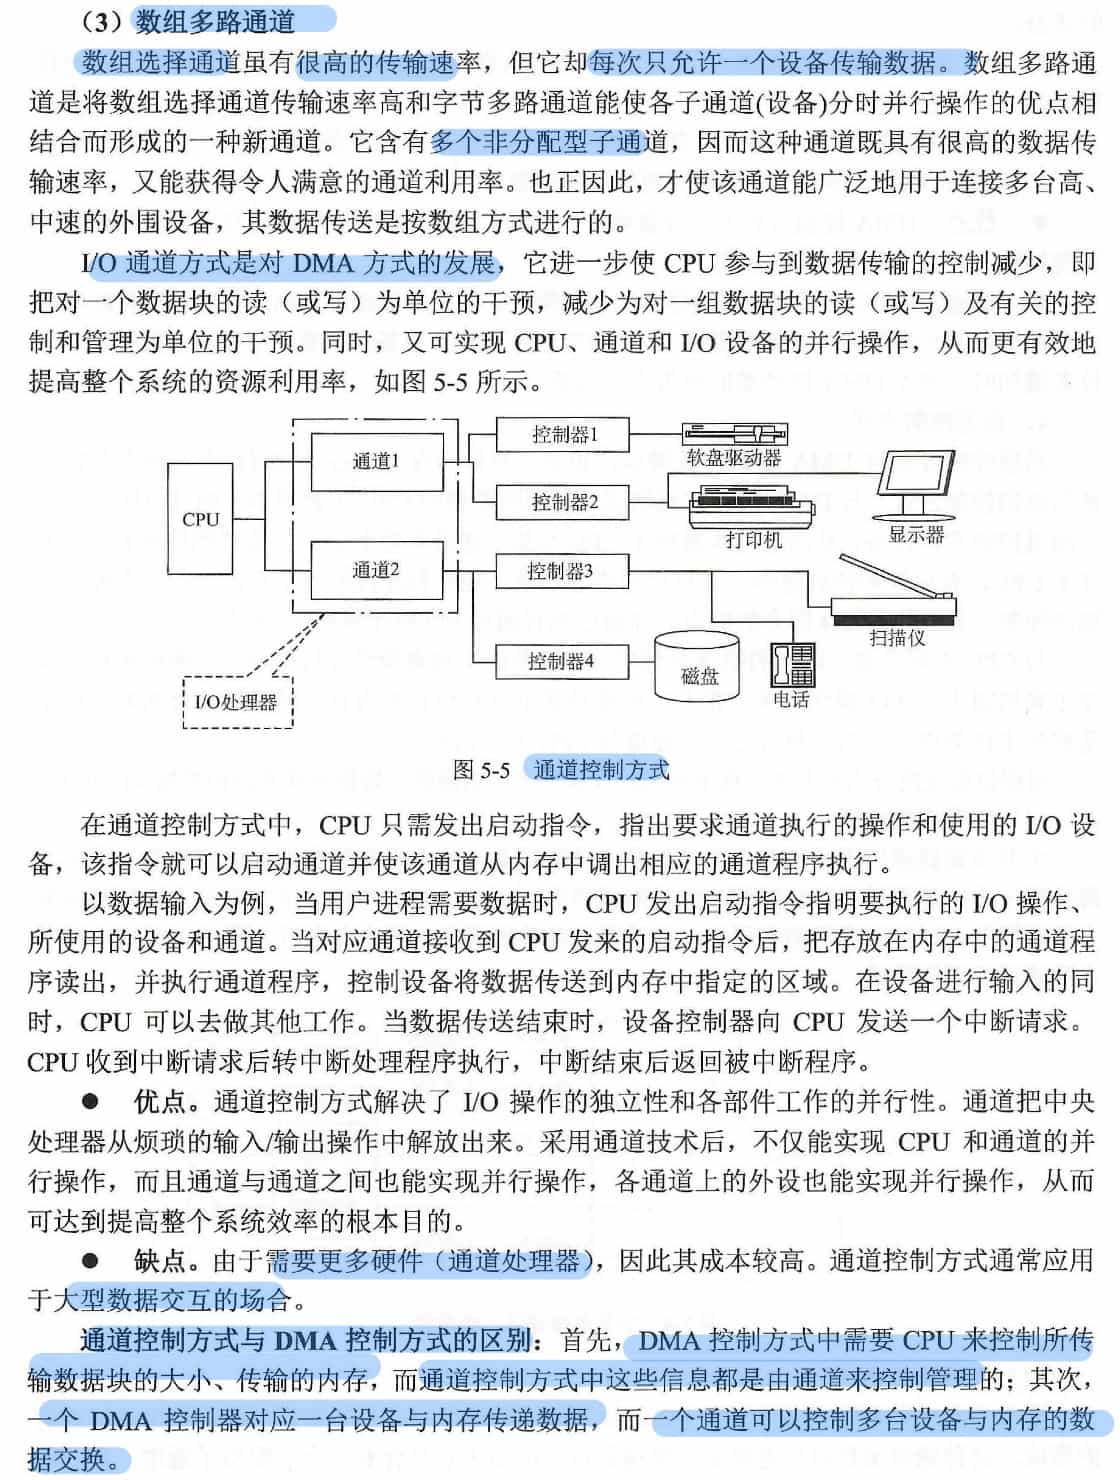 （3）数组多路通道
数组选择通道虽有很高的传输速率，但它却每次只允许一个设备传输数据。数组多路通
道是将数组选择通道传输速率高和字节多路通道能使各子通道(设备)分时并行操作的优点相
结合而形成的一种新通道。它含有多个非分配型子通道，因而这种通道既具有很高的数据传
输速率，又能获得令人满意的通道利用率。也正因此，才使该通道能广泛地用于连接多台高、
中速的外围设备，其数据传送是按数组方式进行的。
I/O 通道方式是对 DMA 方式的发展，它进一步使 CPU 参与到数据传输的控制减少，即
把对一个数据块的读（或写）为单位的干预，减少为对一组数据块的读（或写）及有关的控
制和管理为单位的干预。同时，又可实现 CPU、通道和 I/O 设备的并行操作，从而更有效地
提高整个系统的资源利用率，如图 5-5 所示。
CPU
通道1
通道2
I/O处理器
控制器1
控制器2
控制器3
控制器4
软盘驱动器
打印机
显示器
扫描仪
磁盘
电话
图 5-5 通道控制方式
在通道控制方式中，CPU 只需发出启动指令，指出要求通道执行的操作和使用的 I/O 设
备，该指令就可以启动通道并使该通道从内存中调出相应的通道程序执行。
以数据输入为例，当用户进程需要数据时，CPU 发出启动指令指明要执行的 I/O 操作、
所使用的设备和通道。当对应通道接收到 CPU 发来的启动指令后，把存放在内存中的通道程
序读出，并执行通道程序，控制设备将数据传送到内存中指定的区域。在设备进行输入的同
时，CPU 可以去做其他工作。当数据传送结束时，设备控制器向 CPU 发送一个中断请求。
CPU 收到中断请求后转中断处理程序执行，中断结束后返回被中断程序。
● 优点。通道控制方式解决了 I/O 操作的独立性和各部件工作的并行性。通道把中央
处理器从烦琐的输入/输出操作中解放出来。采用通道技术后，不仅能实现 CPU 和通道的并
行操作，而且通道与通道之间也能实现并行操作，各通道上的外设也能实现并行操作，从而
可达到提高整个系统效率的根本目的。
● 缺点。由于需要更多硬件（通道处理器），因此其成本较高。通道控制方式通常应用
于大型数据交互的场合。
通道控制方式与 DMA 控制方式的区别：首先，DMA 控制方式中需要 CPU 来控制所传
输数据块的大小、传输的内存，而通道控制方式中这些信息都是由通道来控制管理的；其次，
一个 DMA 控制器对应一台设备与内存传递数据，而一个通道可以控制多台设备与内存的数
据交换。